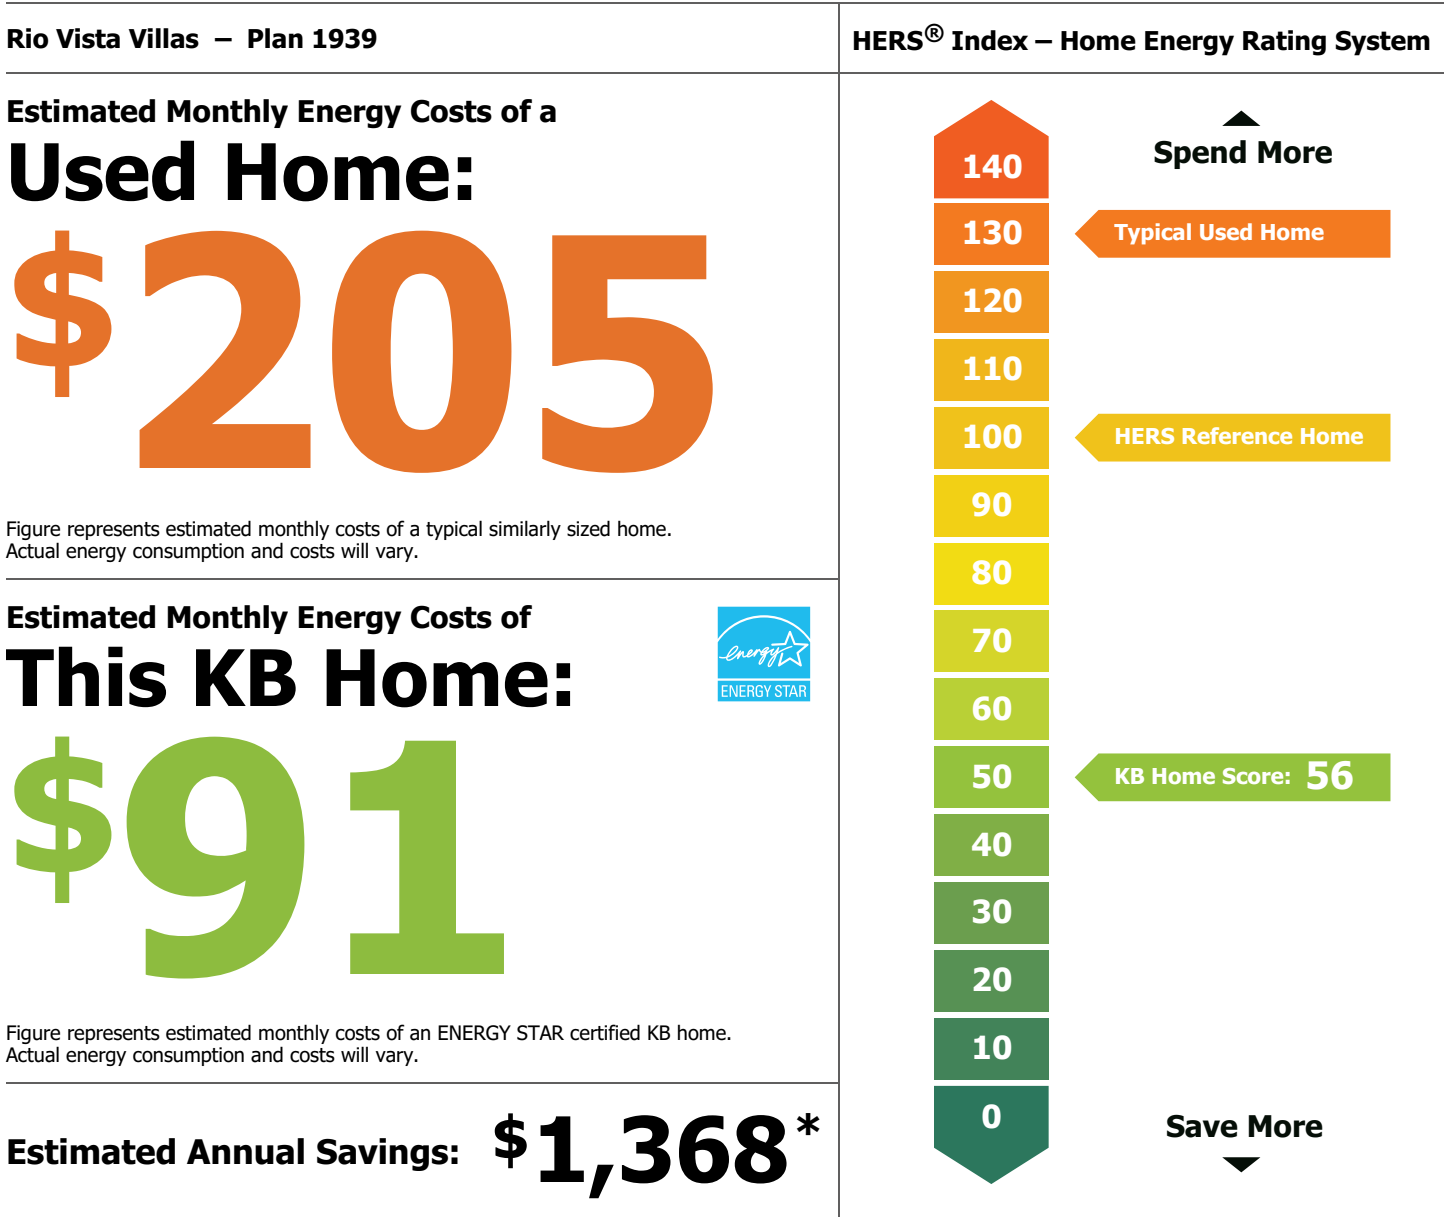 Rio Vista Villas – Plan 1939
Estimated Monthly Energy Costs of a
Used Home:
$205
Figure represents estimated monthly costs of a typical similarly sized home.
Actual energy consumption and costs will vary.
Estimated Monthly Energy Costs of
This KB Home:
energy
ENERGY STAR
$91
Figure represents estimated monthly costs of an ENERGY STAR certified KB home.
Actual energy consumption and costs will vary.
Estimated Annual Savings: $1,368*
HERS® Index – Home Energy Rating System
Spend More
140
130 Typical Used Home
120
110
100 HERS Reference Home
90
80
70
60
50 KB Home Score: 56
40
30
20
10
0
Save More